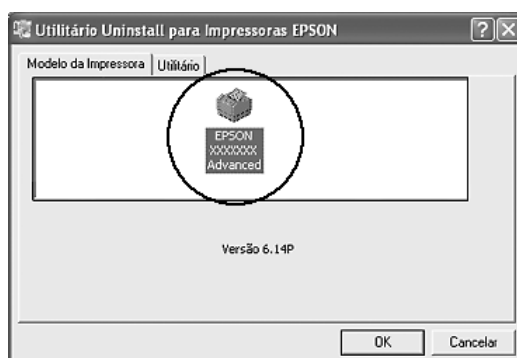 Utilitário Uninstall para Impressoras EPSON
Modelo da Impressora Utilitário
EPSON
XXXXXXX
Advanced
Versão 6.14P
OK Cancelar